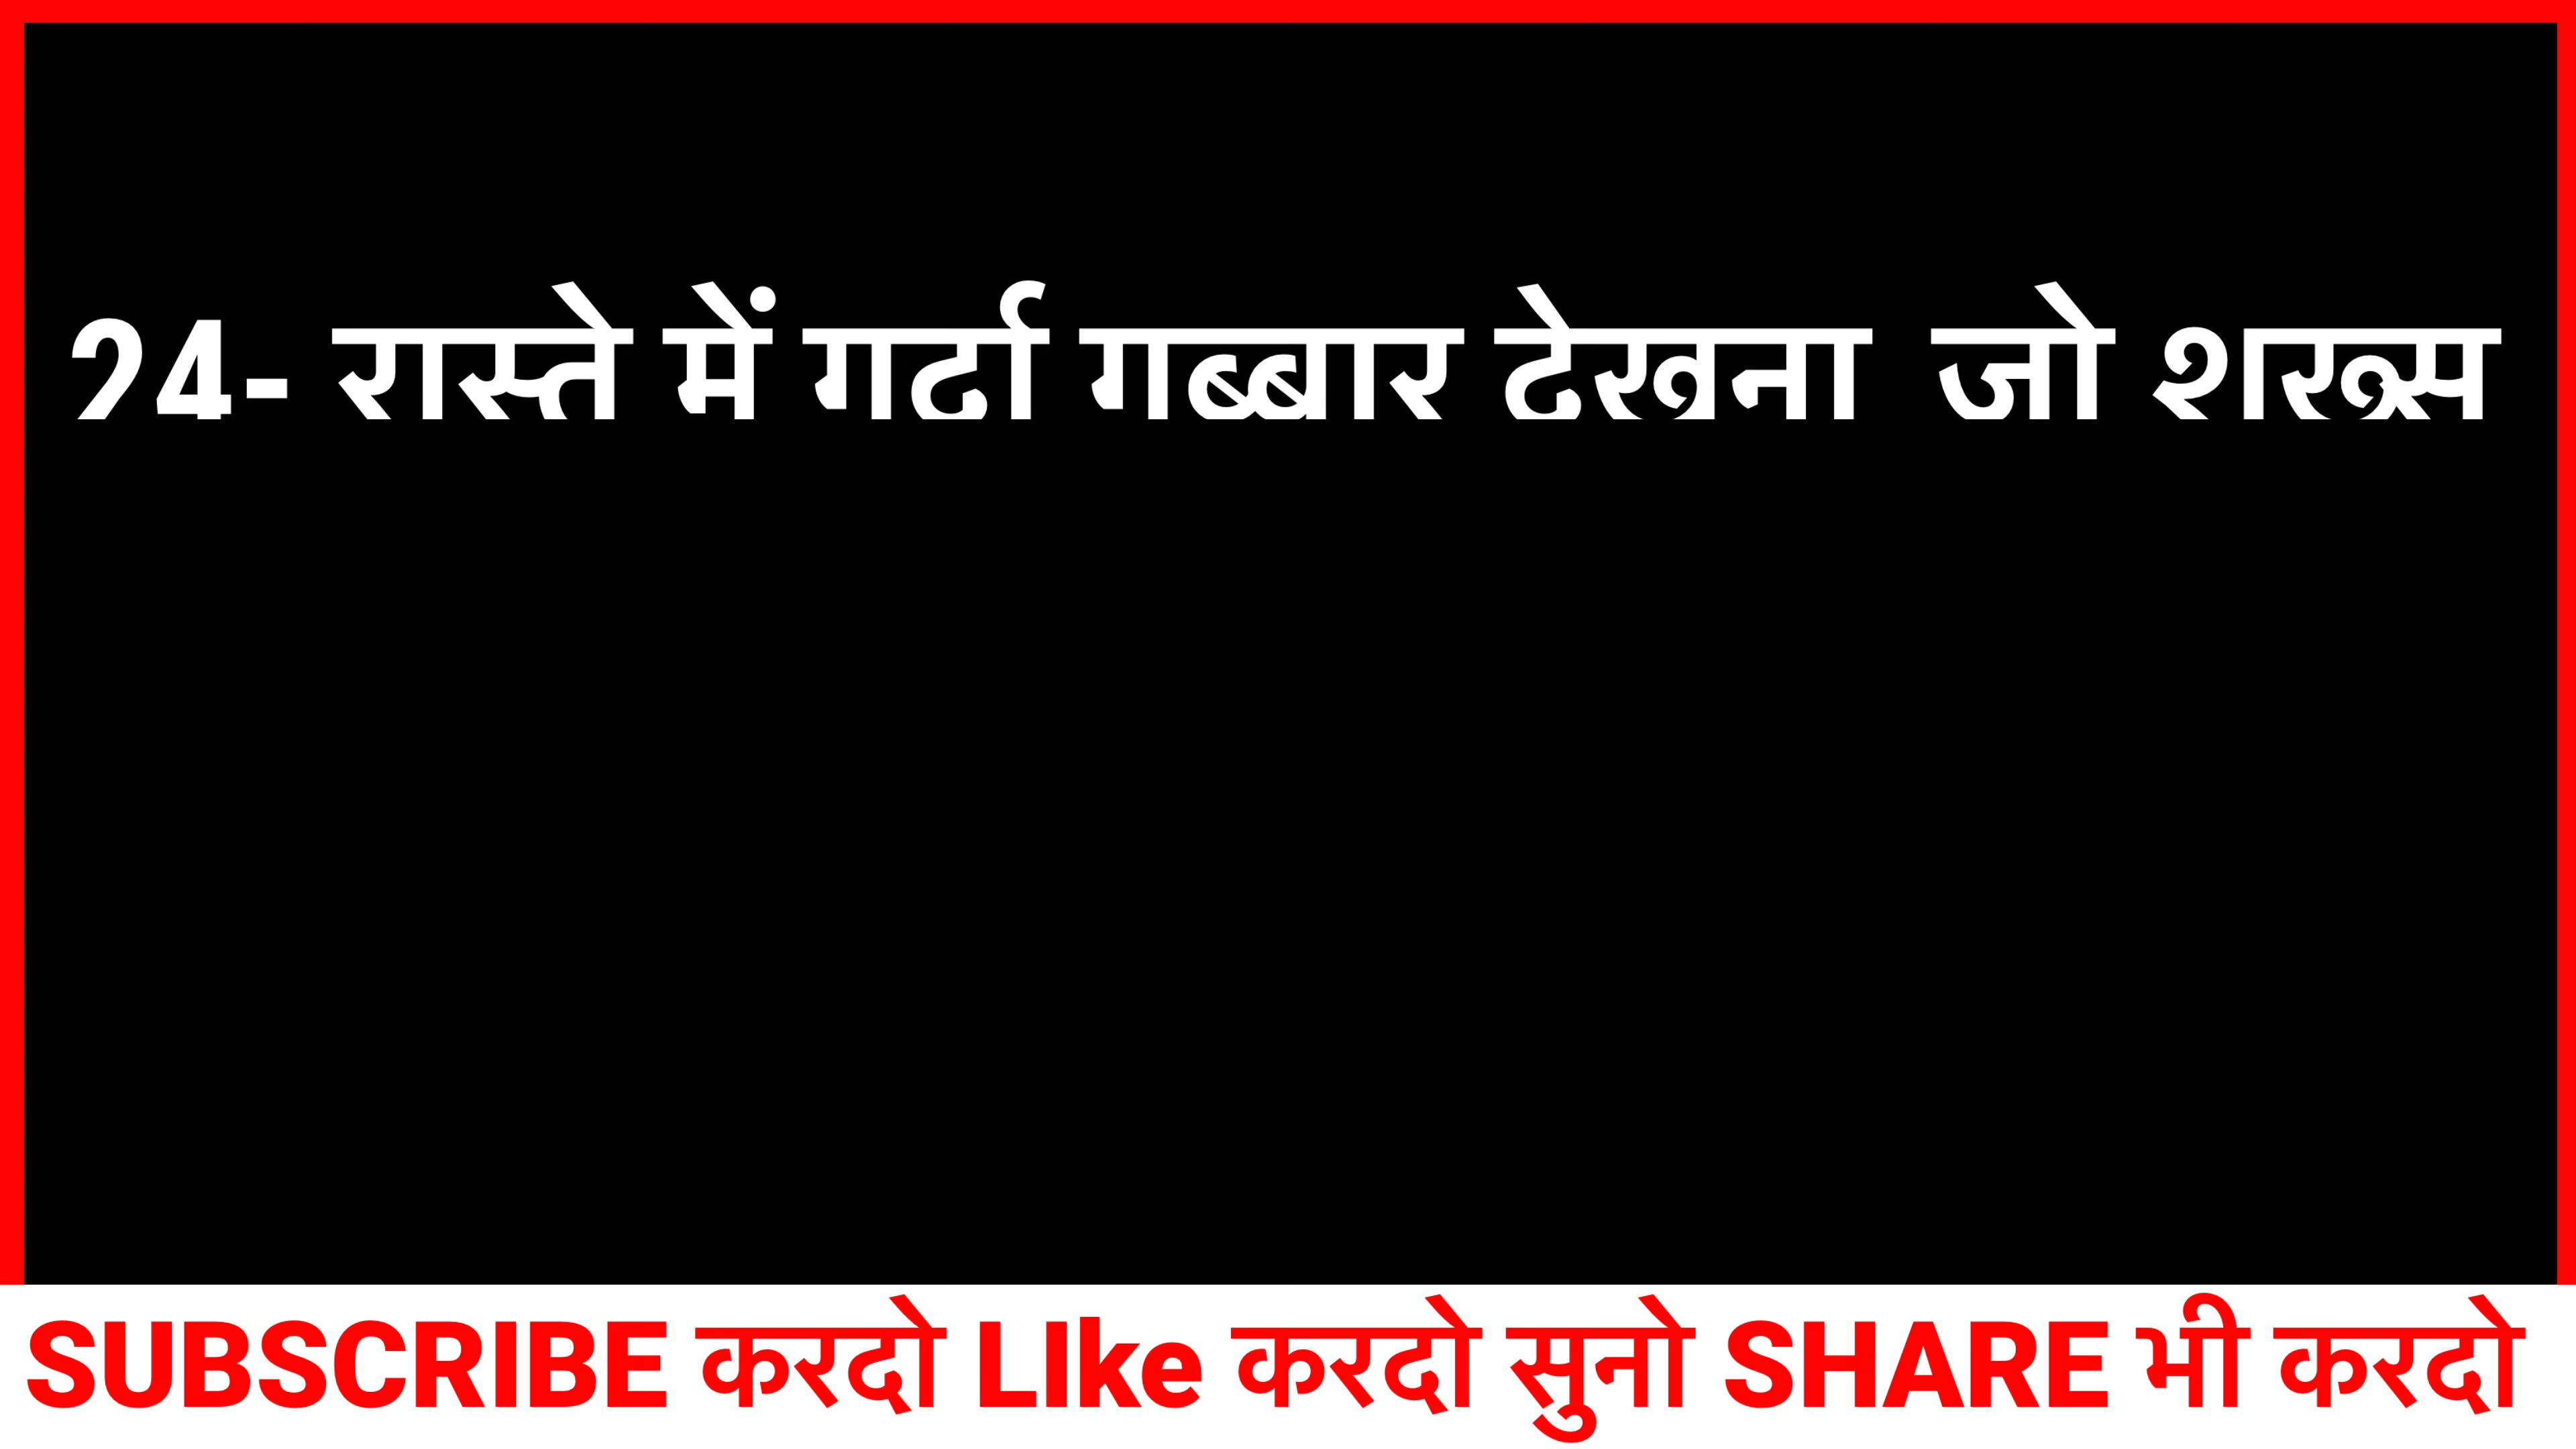 24- रास्ते में गर्दा गब्बार देखना जो शख्स
SUBSCRIBE करदो LIke करदो सुनो SHARE भी करदो